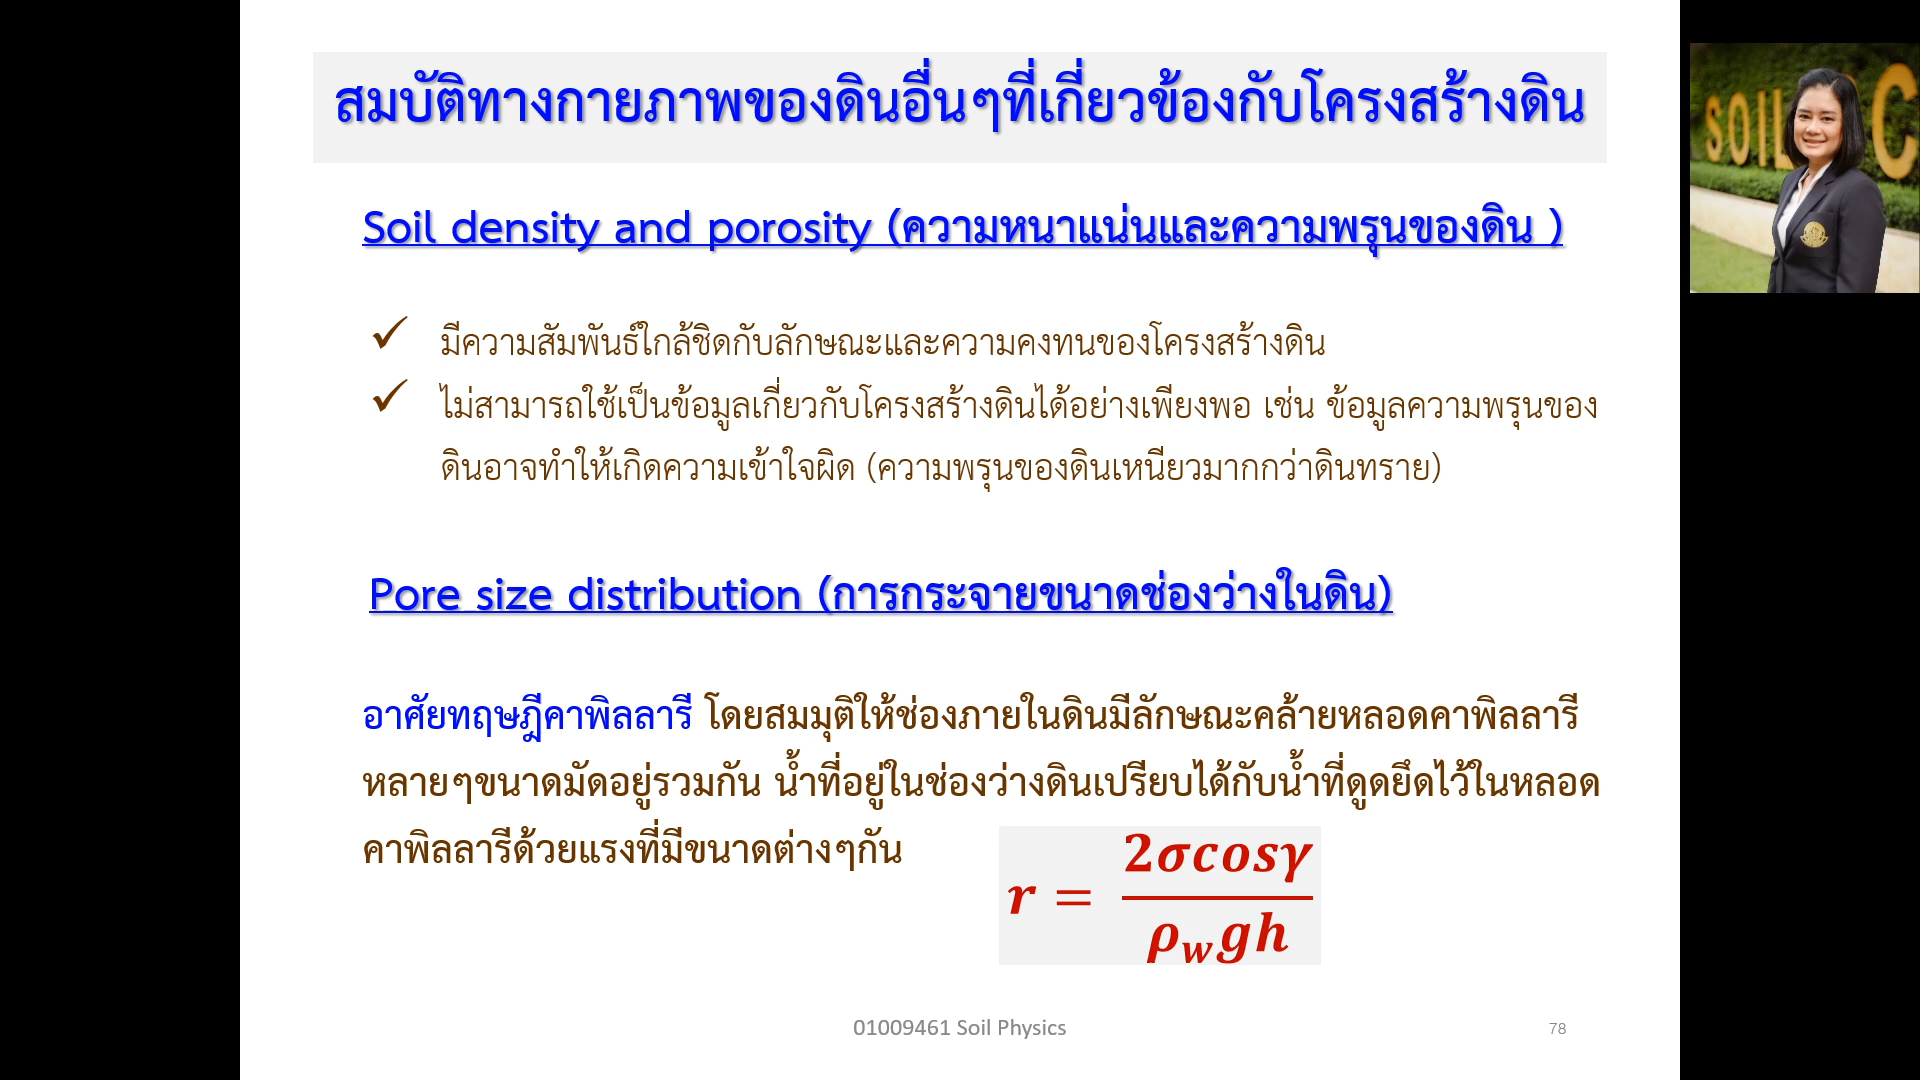 สมบัติทางกายภาพของดินอื่นๆที่เกี่ยวข้องกับโครงสร้างดิน
Soil density and porosity (ความหนาแน่นและความพรุนของดิน )
✓ มีความสัมพันธ์ใกล้ชิดกับลักษณะและความคงทนของโครงสร้างดิน
✓ ไม่สามารถใช้เป็นข้อมูลเกี่ยวกับโครงสร้างดินได้อย่างเพียงพอ เช่น ข้อมูลความพรุนของ
ดินอาจทำให้เกิดความเข้าใจผิด (ความพรุนของดินเหนียวมากกว่าดินทราย)
Pore size distribution (การกระจายขนาดช่องว่างในดิน)
อาศัยทฤษฎีคาพิลลารี โดยสมมุติให้ช่องภายในดินมีลักษณะคล้ายหลอดคาพิลลารี
หลายๆขนาดมัดอยู่รวมกัน น้ำที่อยู่ในช่องว่างดินเปรียบได้กับน้ำที่ดูดยึดไว้ในหลอด
คาพิลลารีด้วยแรงที่มีขนาดต่างๆกัน
r = 2σcosγ / ρ_w gh
01009461 Soil Physics
78
SOIL C